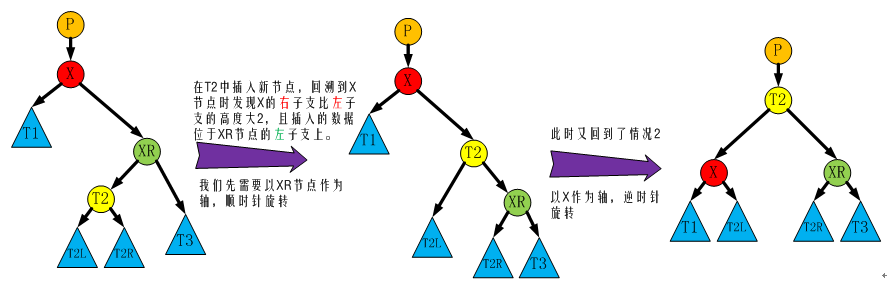 P
X
T1
XR
T2
T2L
T2R
T3
在T2中插入新节点，回溯到X
节点时发现X的右子支比左子
支的高度大2，且插入的数据
位于XR节点的左子支上。
我们先需要以XR节点作为
轴，顺时针旋转
P
X
T1
T2
XR
T2L
T2R
T3
此时又回到了情况2
以X作为轴，逆时针
旋转
P
T2
X
XR
T1
T2L
T2R
T3